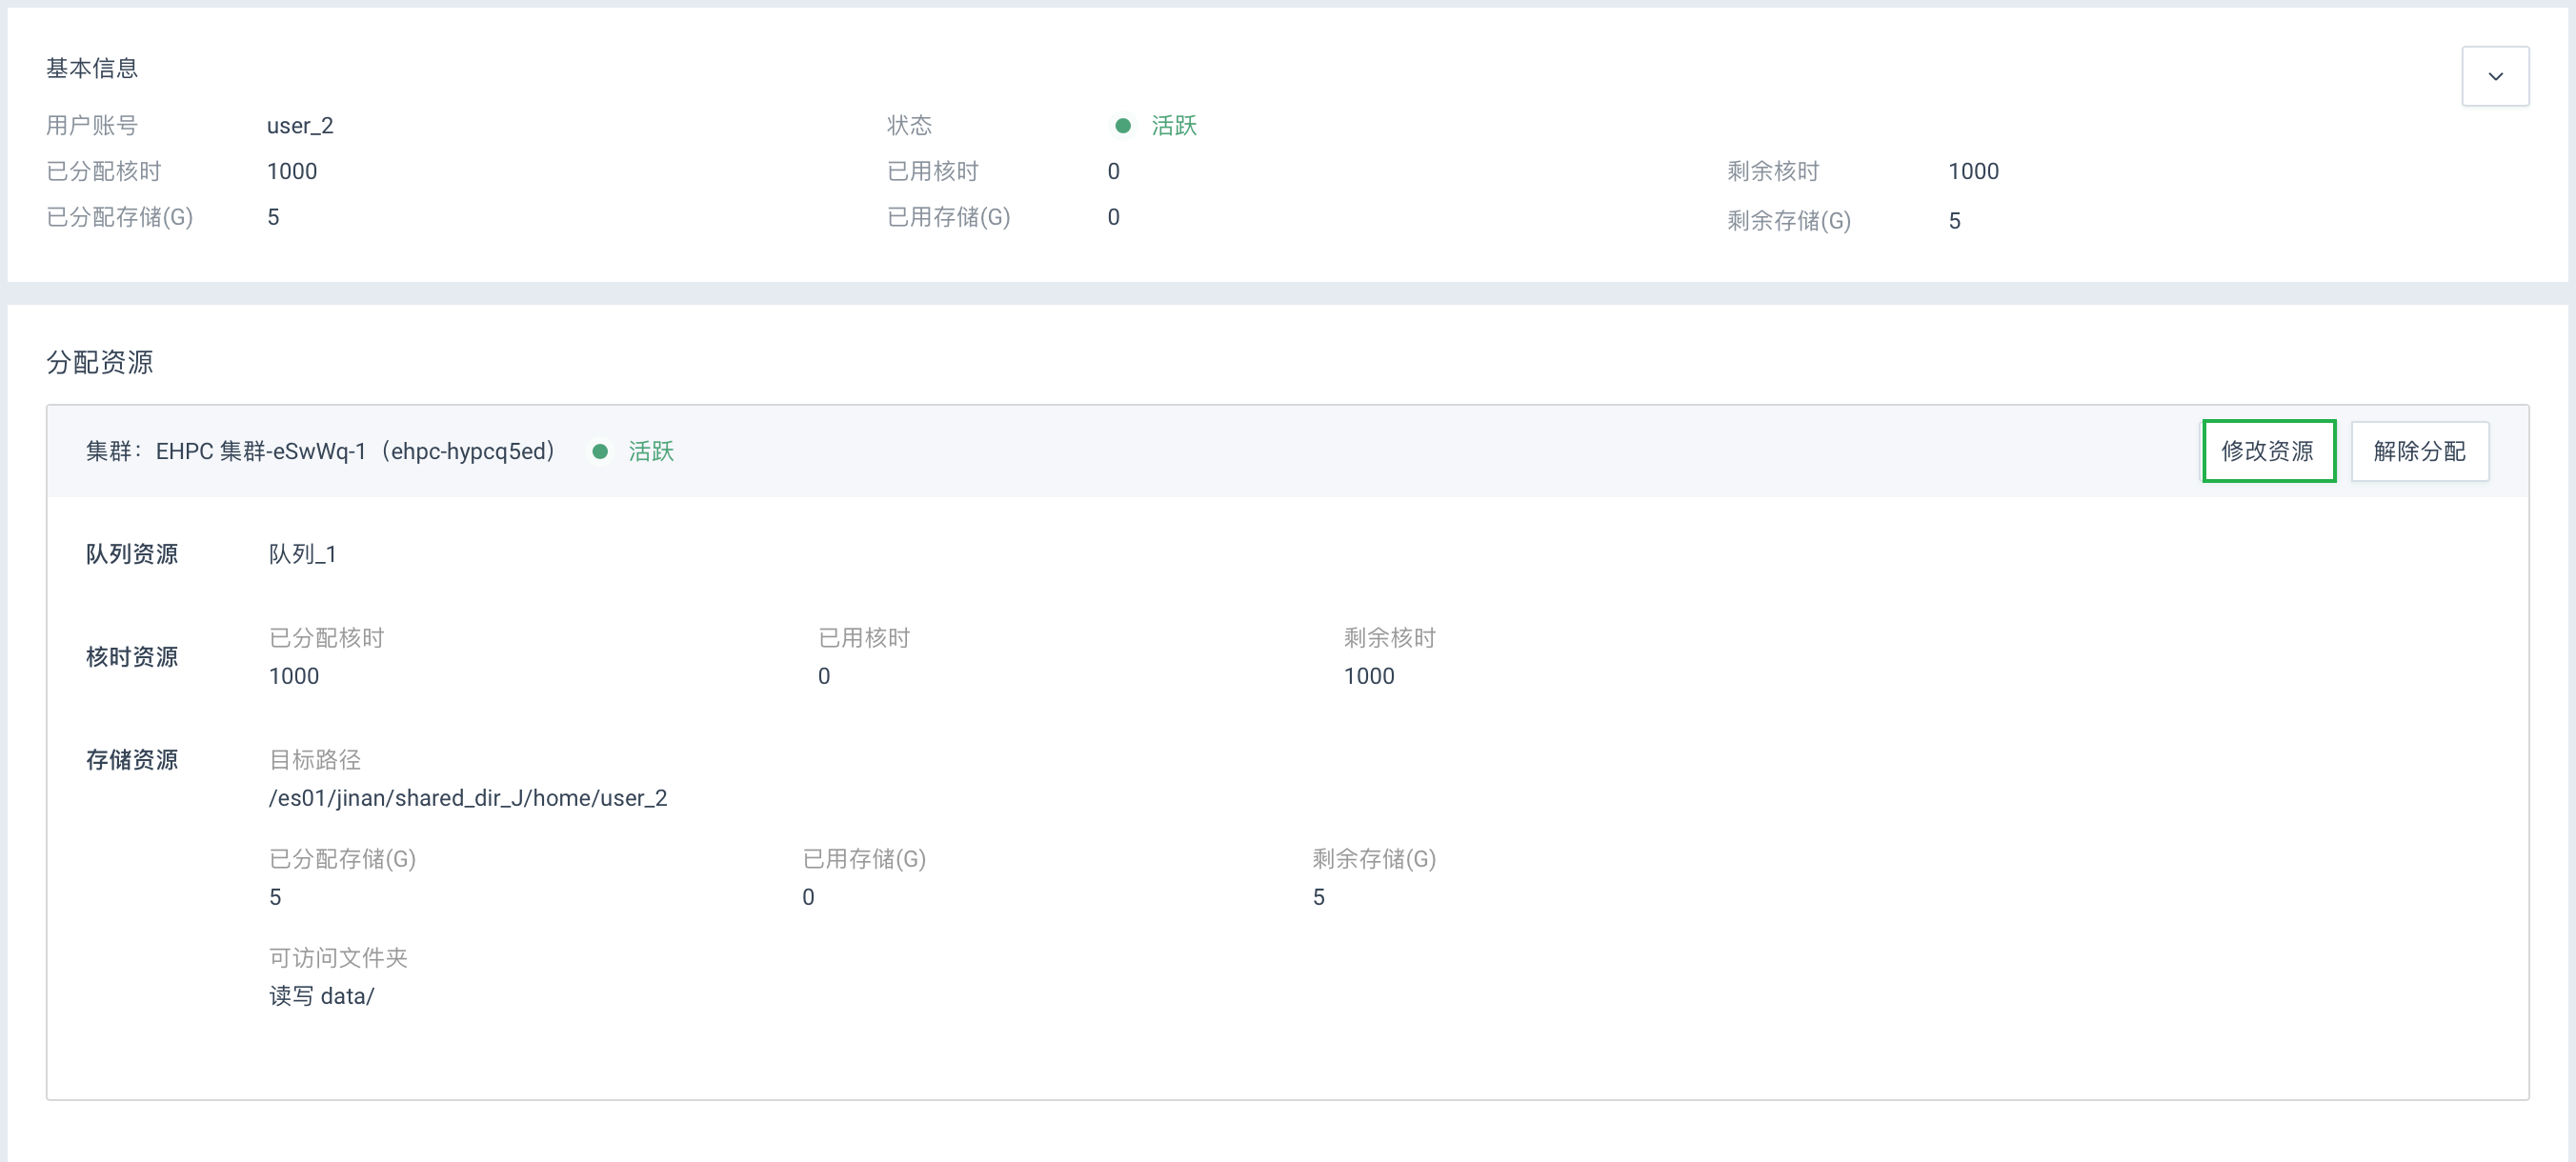 基本信息
用户账号 user_2 状态 活跃
已分配核时 1000 已用核时 0 剩余核时 1000
已分配存储(G) 5 已用存储(G) 0 剩余存储(G) 5
分配资源
集群：EHPC 集群-eSwWq-1（ehpc-hypcq5ed） 活跃 修改资源 解除分配
队列资源 队列_1
核时资源 已分配核时 已用核时 剩余核时
1000 0 1000
存储资源 目标路径
/es01/jinan/shared_dir_J/home/user_2
已分配存储(G) 已用存储(G) 剩余存储(G)
5 0 5
可访问文件夹
读写 data/